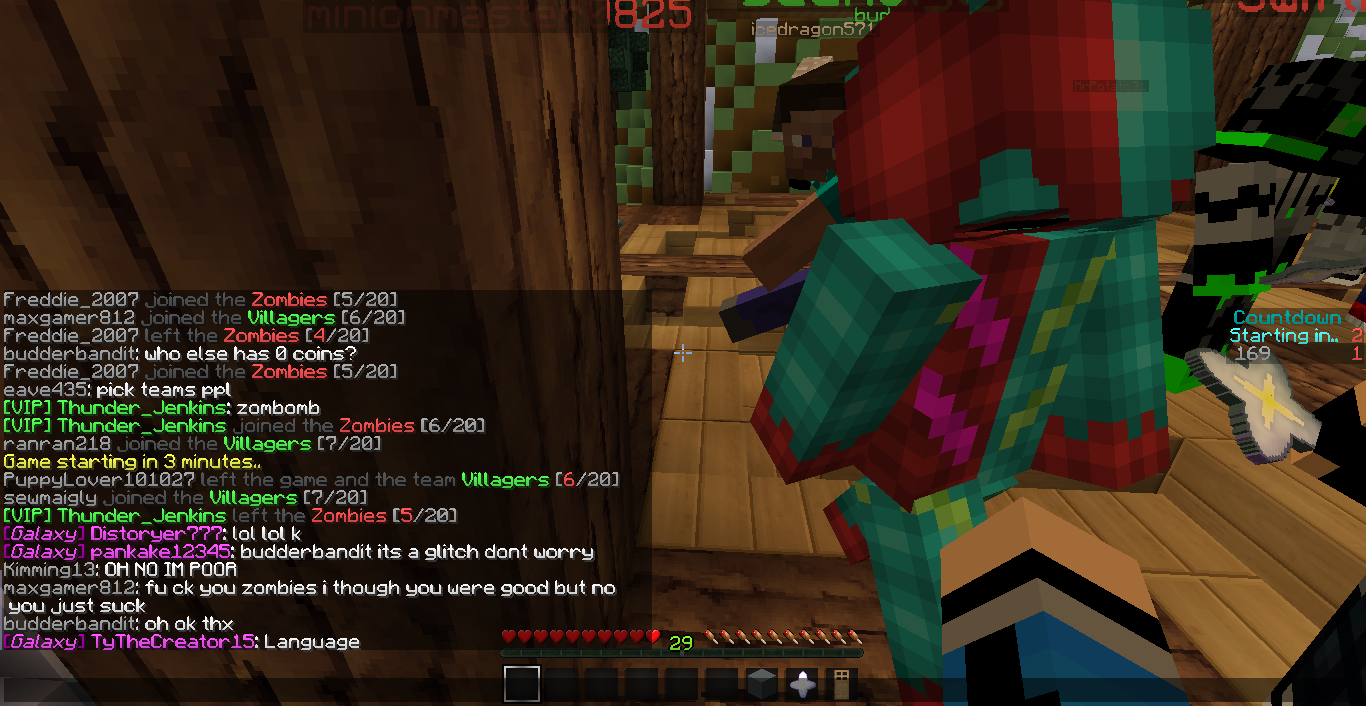 minionmaster0825
bud
icedragon571
Countdown
Starting in.. 2
169 1
Freddie_2007 joined the Zombies [5/20]
maxgamer812 joined the Villagers [6/20]
Freddie_2007 left the Zombies [4/20]
budderbandit: who else has 0 coins?
Freddie_2007 joined the Zombies [5/20]
eave435: pick teams ppl
[VIP] Thunder_Jenkins: zombomb
[VIP] Thunder_Jenkins joined the Zombies [6/20]
ranran218 joined the Villagers [7/20]
Game starting in 3 minutes..
PuppyLover101027 left the game and the team Villagers [6/20]
sewmaigly joined the Villagers [7/20]
[VIP] Thunder_Jenkins left the Zombies [5/20]
[Galaxy] Distoryer777: lol lol k
[Galaxy] pankake12345: budderbandit its a glitch dont worry
Kimming13: OH NO IM POOR
maxgamer812: fu ck you zombies i though you were good but no
you just suck
budderbandit: oh ok thx
[Galaxy] TyTheCreator15: Language
29